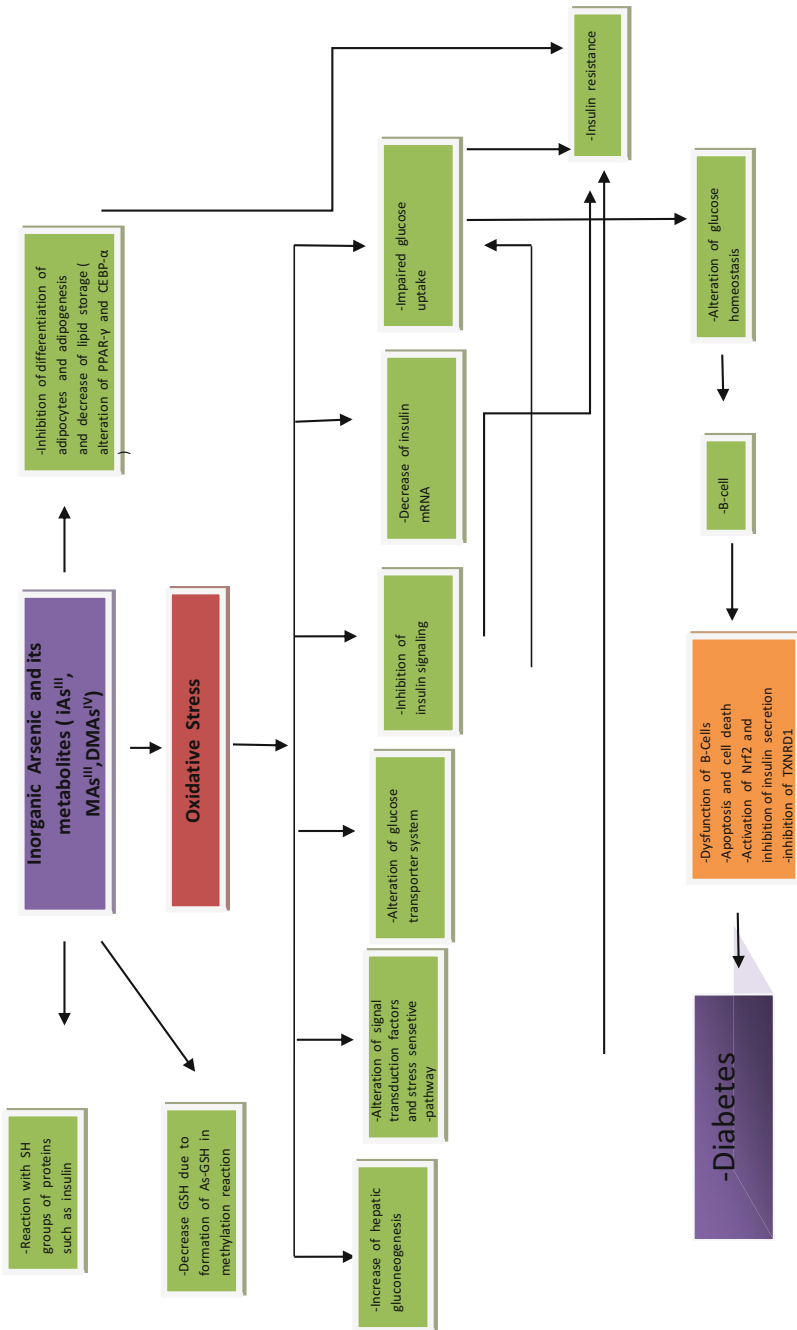 -Reaction with SH
groups of proteins
such as insulin
Inorganic Arsenic and its
metabolites ( iAsᴵᴵᴵ,
MAsᴵᴵᴵ,DMAsᴵⱽ)
-Inhibition of differentiation of
adipocytes and adipogenesis
and decrease of lipid storage (
alteration of PPAR-γ and CEBP-α
)
-Decrease GSH due to
formation of As-GSH in
methylation reaction
Oxidative Stress
-Increase of hepatic
gluconeogenesis
-Alteration of signal
transduction factors
and stress sensetive
-pathway
-Alteration of glucose
transporter system
-Inhibition of
insulin signaling
-Decrease of insulin
mRNA
-Impaired glucose
uptake
-Insulin resistance
-Diabetes
-Dysfunction of B-Cells
-Apoptosis and cell death
-Activation of Nrf2 and
inhibition of insulin secretion
-inhibition of TXNRD1
-B-cell
-Alteration of glucose
homeostasis